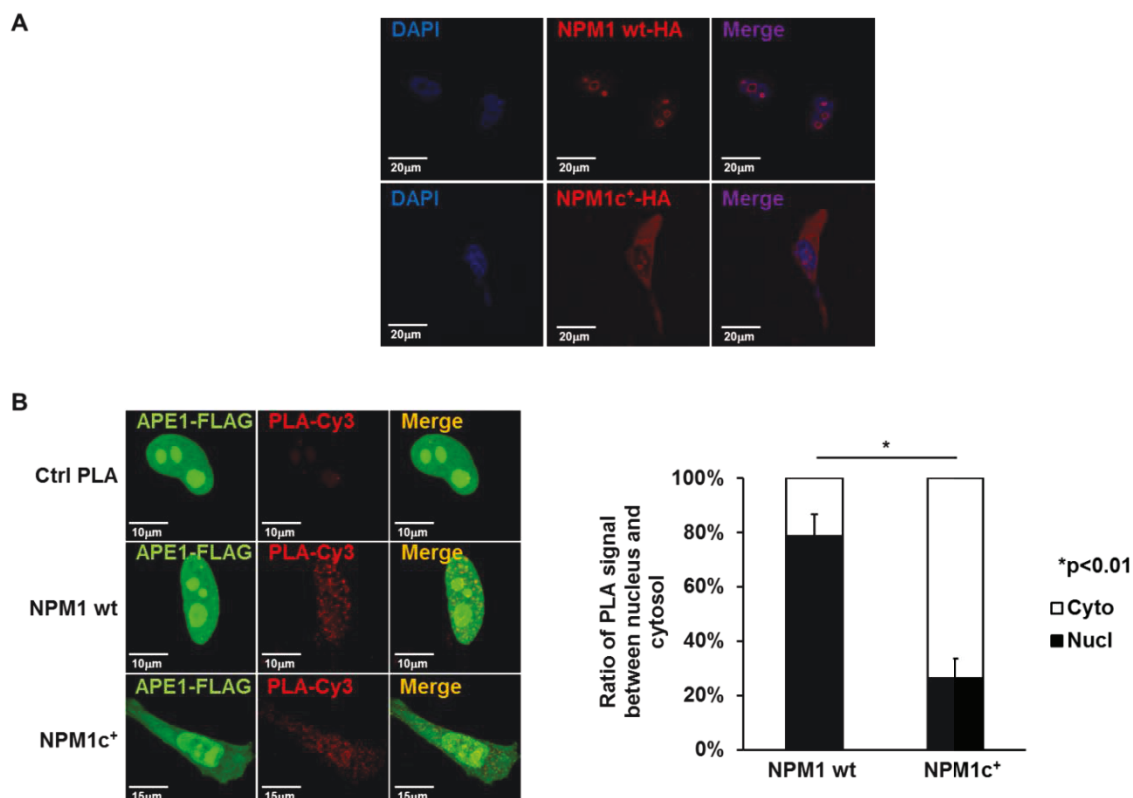 A
DAPI
NPM1 wt-HA
Merge
20μm
20μm
20μm
DAPI
NPM1c⁺-HA
Merge
20μm
20μm
20μm
B
Ctrl PLA
APE1-FLAG
PLA-Cy3
Merge
10μm
10μm
10μm
NPM1 wt
APE1-FLAG
PLA-Cy3
Merge
10μm
10μm
10μm
NPM1c⁺
APE1-FLAG
PLA-Cy3
Merge
15μm
15μm
15μm
Ratio of PLA signal
between nucleus and
cytosol
100%
80%
60%
40%
20%
0%
*
NPM1 wt
NPM1c⁺
*p<0.01
Cyto
Nucl